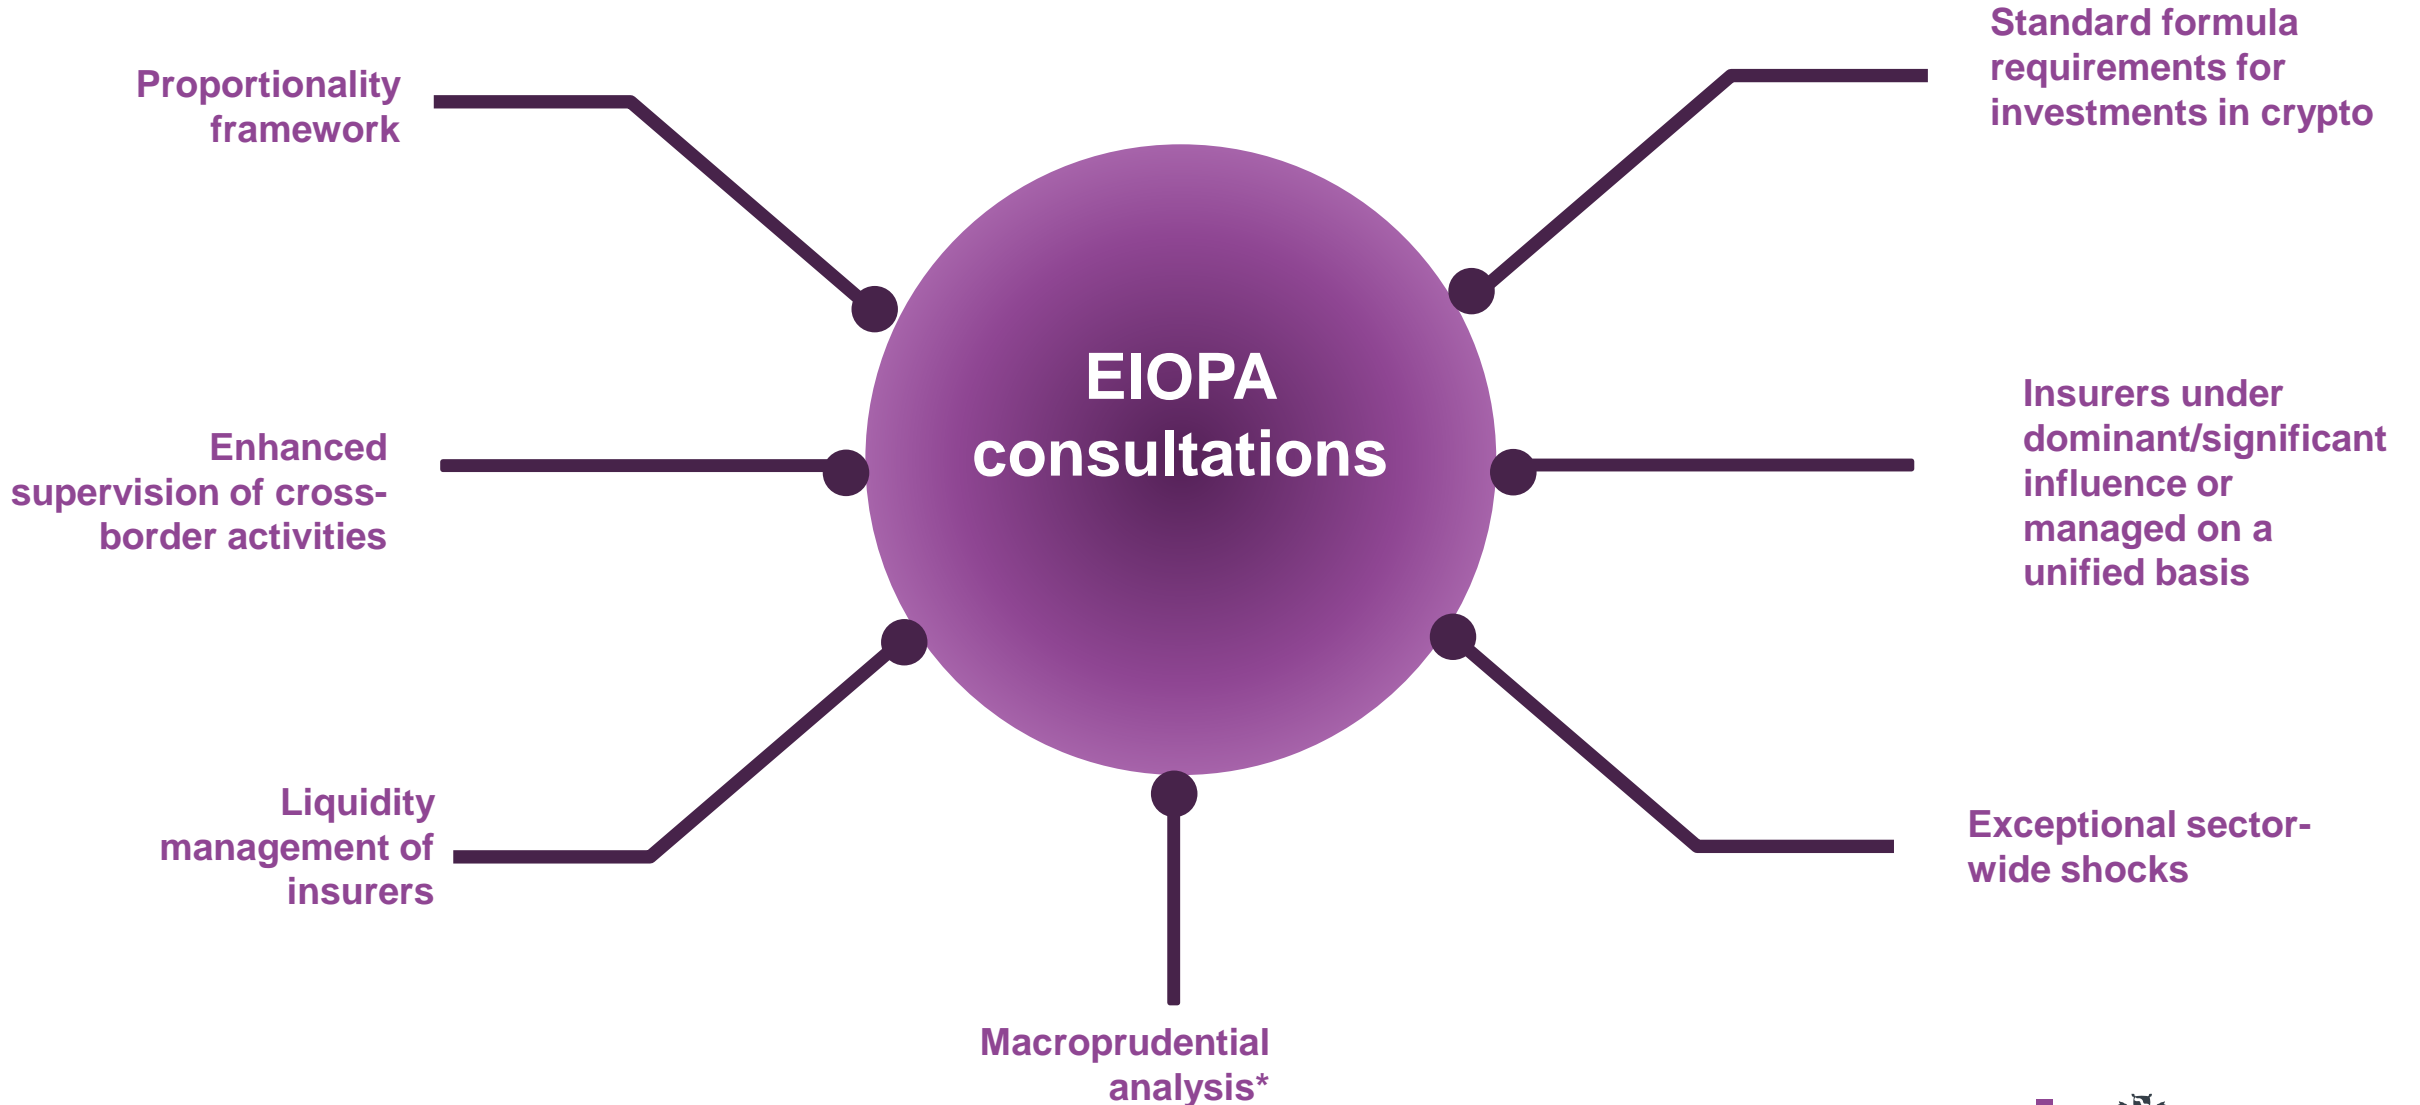 Proportionality
framework
Standard formula
requirements for
investments in crypto
EIOPA
consultations
Enhanced
supervision of cross-
border activities
Insurers under
dominant/significant
influence or
managed on a
unified basis
Liquidity
management of
insurers
Exceptional sector-
wide shocks
Macroprudential
analysis*